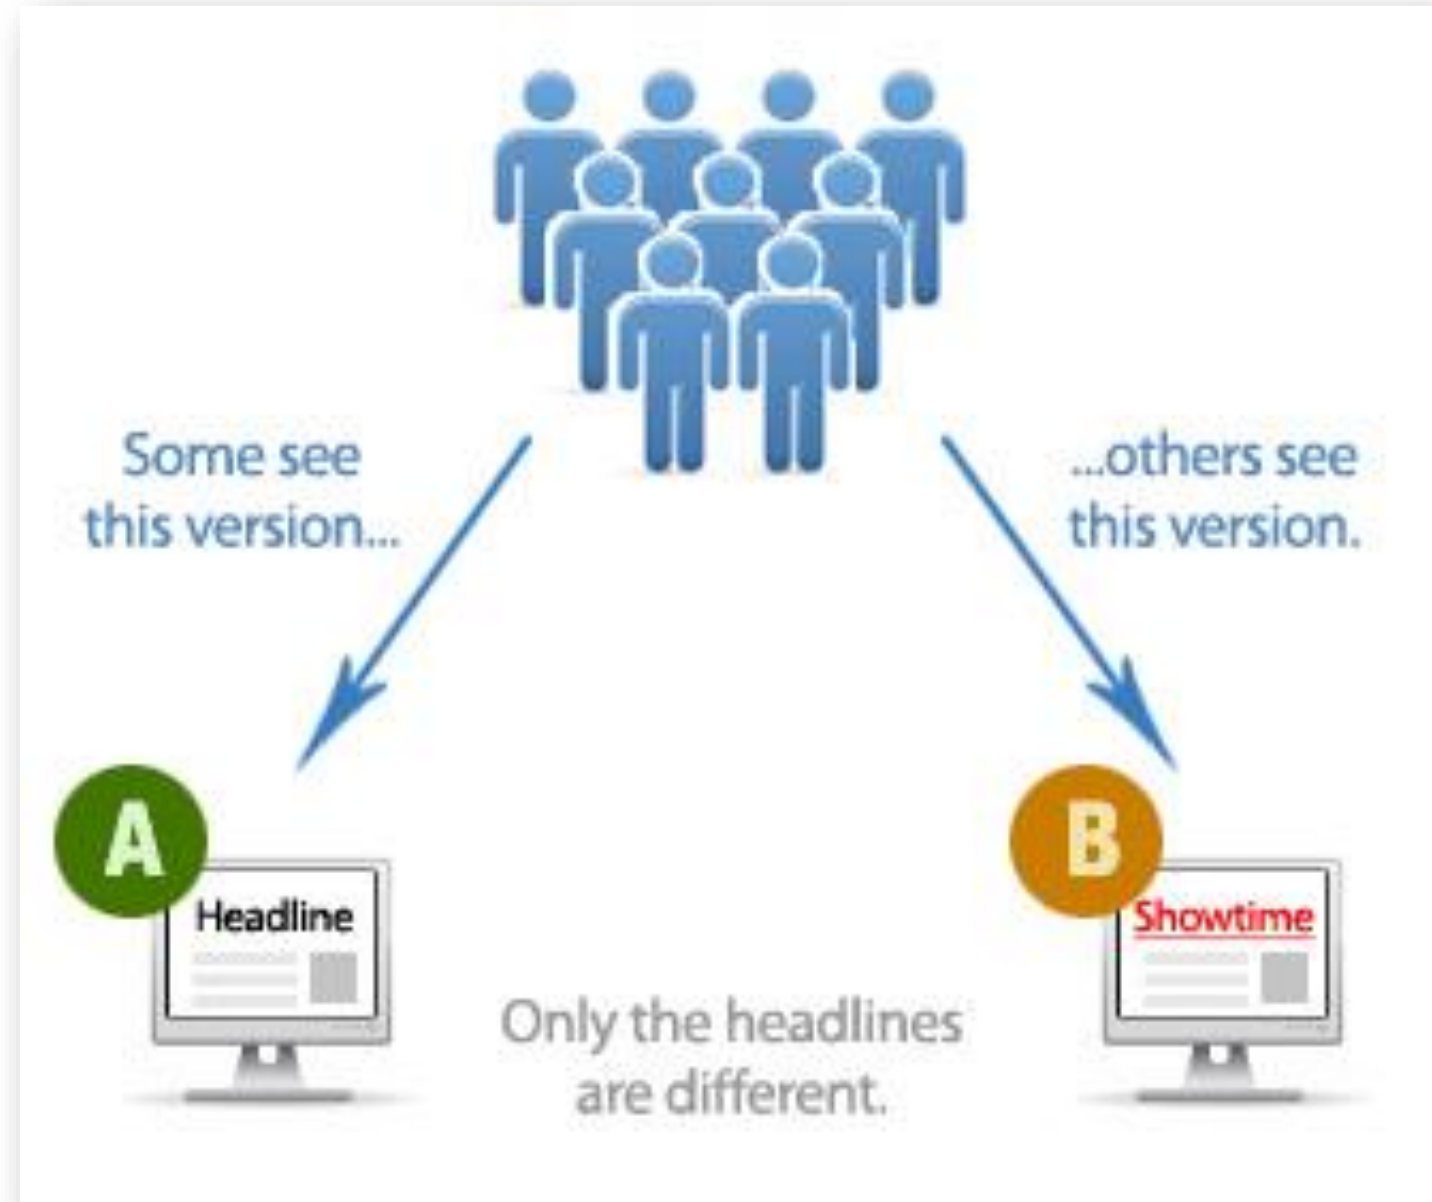 Some see
this version...
...others see
this version.
A
Headline
B
Showtime
Only the headlines
are different.